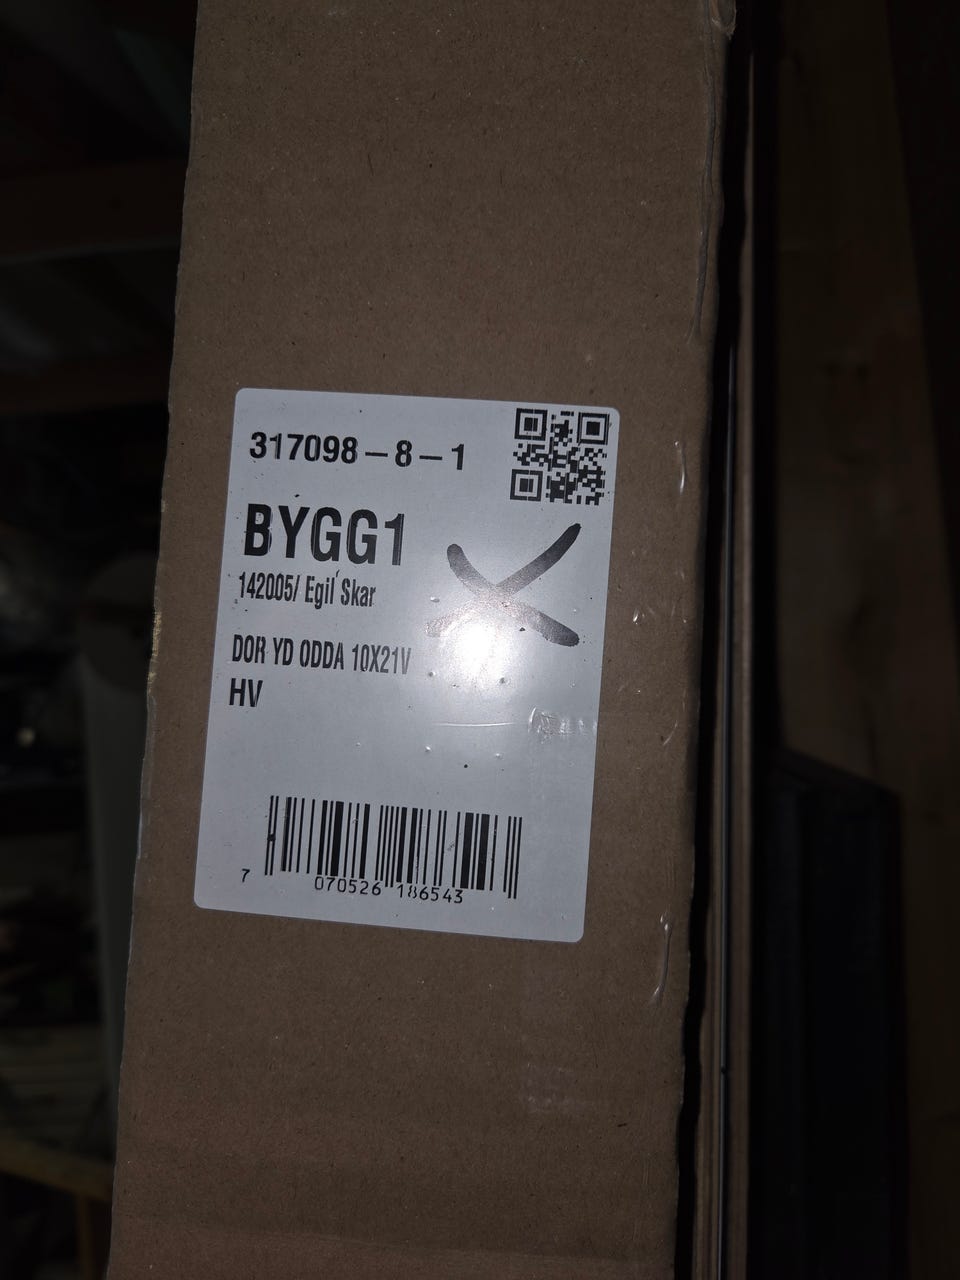 317098-8-1
BYGG1
142005/ Egil Skar
DOR YD ODDA 10X21V
HV
7 070526 186543